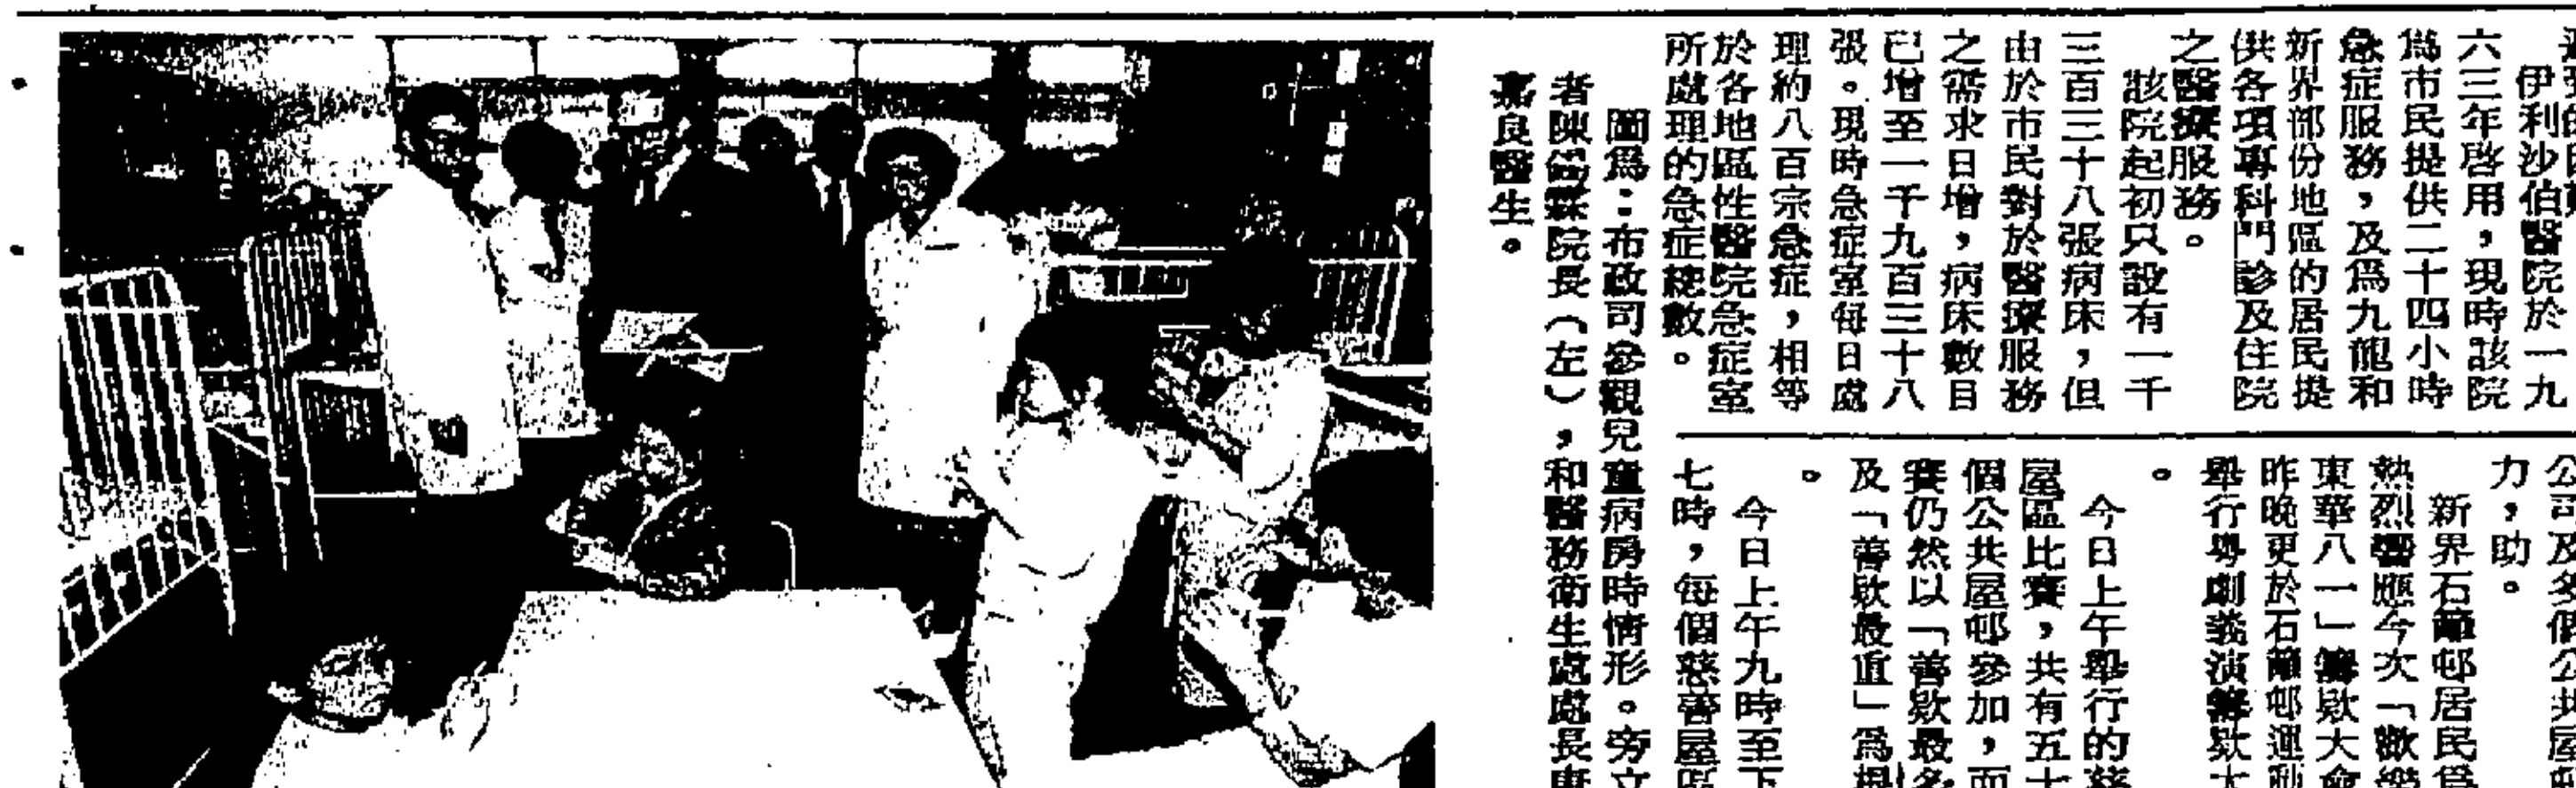 伊利沙伯醫院於一九
六三年啓用，現時該院
爲市民提供二十四小時
急症服務，及爲九龍和
新界部份地區的居民提
供各項專科門診及住院
之醫療服務。
該院起初只設有一千
三百三十八張病床，但
由於市民對於醫療服務
之需求日增，病床數目
已增至一千九百三十八
張。現時急症室每日處
理約八百宗急症，相等
於各地區性醫院急症室
所處理的急症總數。
圖爲：布政司參觀兒童病房時情形。旁立
者陳院長（左），和醫務衛生處處長唐
嘉良醫生。
公司及多個公共屋邨
力，助。
新界石籬邨居民爲
熱烈響應今次「歡樂
東華八一」籌款大會
昨晚更於石籬邨運動
舉行粵劇義演籌款大
。
今日上午舉行的慈
屋區比賽，共有五十
個公共屋邨參加，而
賽仍然以「善款最多
及「善款最重」爲根
。
今日上午九時至下
七時，每個慈善屋區